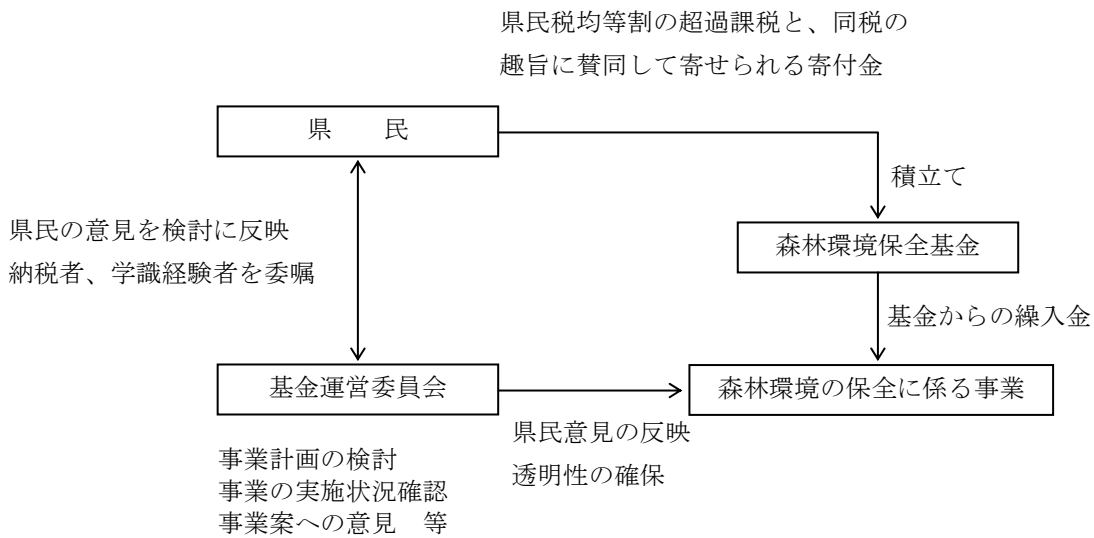 県民税均等割の超過課税と、同税の
趣旨に賛同して寄せられる寄付金
県　　民
積立て
県民の意見を検討に反映
納税者、学識経験者を委嘱
森林環境保全基金
基金からの繰入金
基金運営委員会
森林環境の保全に係る事業
県民意見の反映
透明性の確保
事業計画の検討
事業の実施状況確認
事業案への意見　等